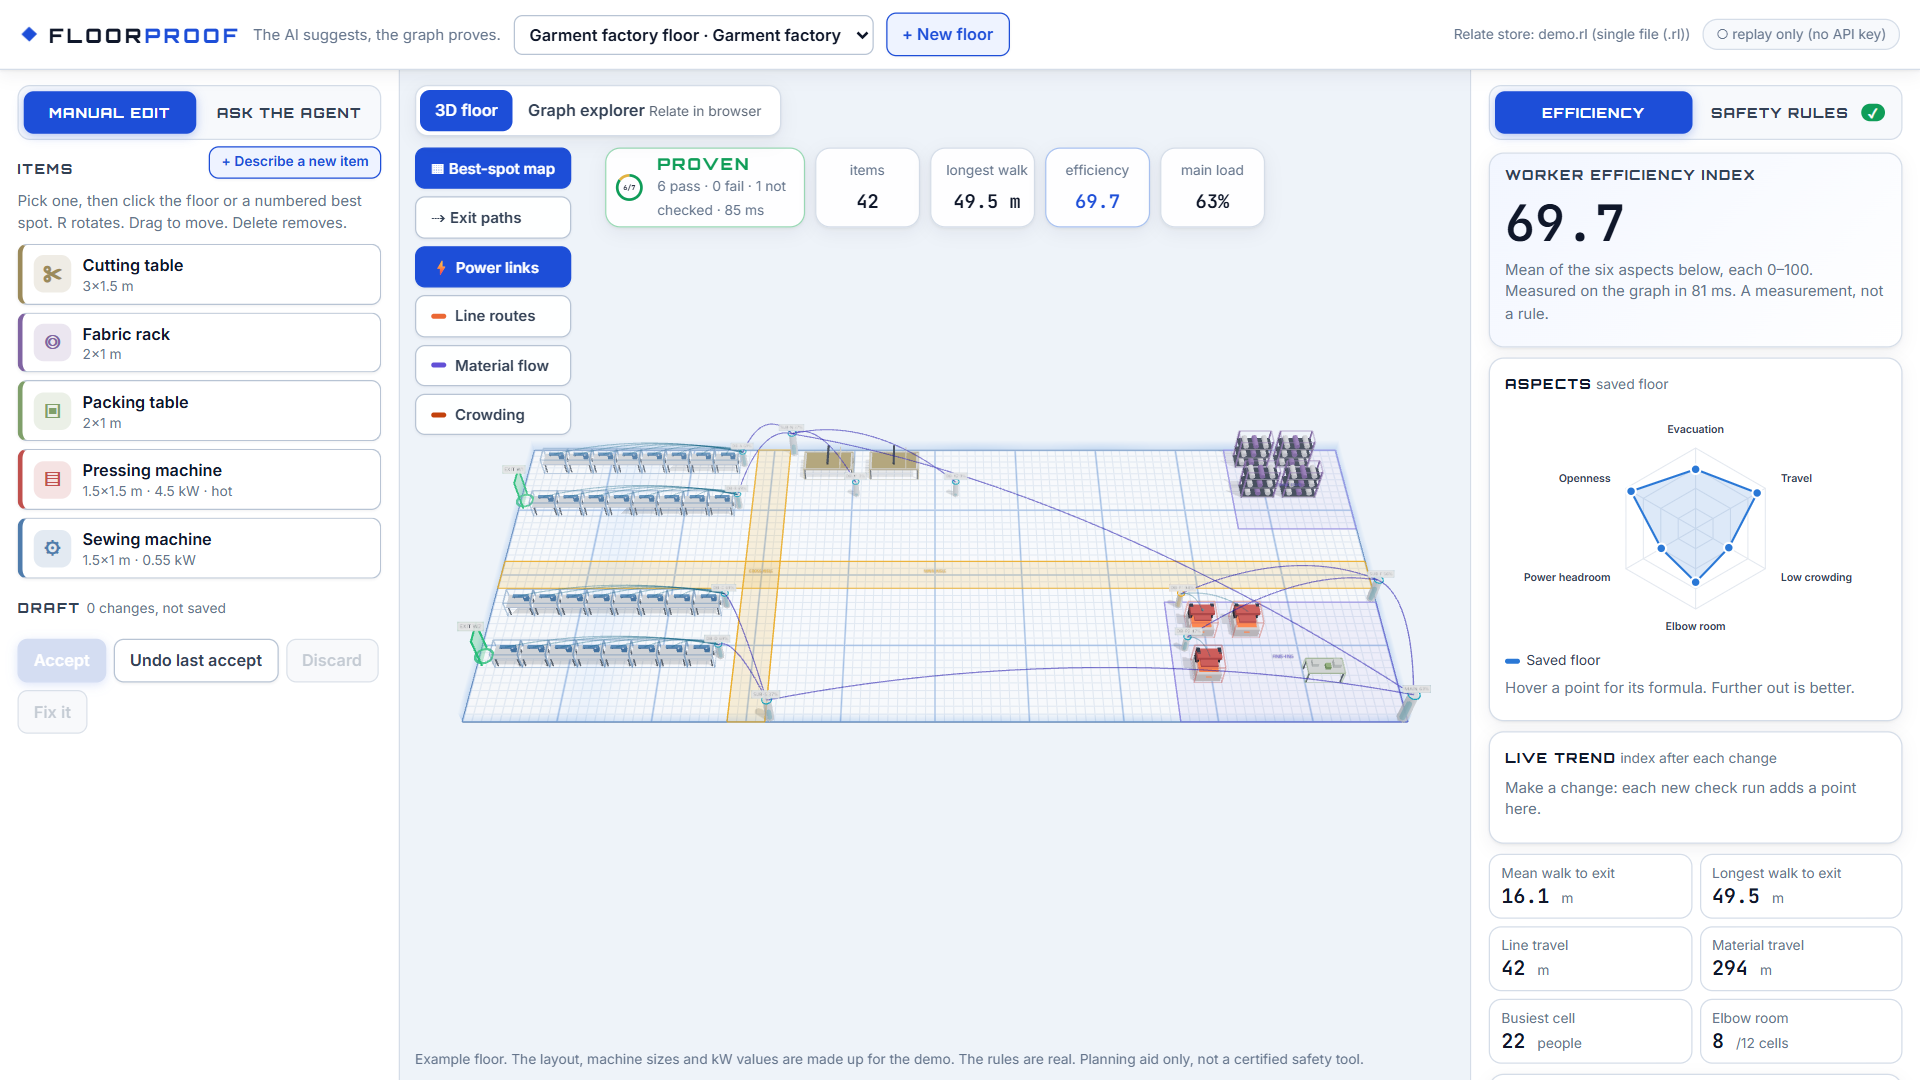 FLOORPROOF
The AI suggests, the graph proves.
Garment factory floor · Garment factory
+ New floor
Relate store: demo.rl (single file (.rl))
replay only (no API key)
MANUAL EDIT
ASK THE AGENT
ITEMS
+ Describe a new item
Pick one, then click the floor or a numbered best
spot. R rotates. Drag to move. Delete removes.
Cutting table
3×1.5 m
Fabric rack
2×1 m
Packing table
2×1 m
Pressing machine
1.5×1.5 m · 4.5 kW · hot
Sewing machine
1.5×1 m · 0.55 kW
DRAFT 0 changes, not saved
Accept
Undo last accept
Discard
Fix it
3D floor
Graph explorer Relate in browser
Best-spot map
Exit paths
Power links
Line routes
Material flow
Crowding
6/7
PROVEN
6 pass · 0 fail · 1 not
checked · 85 ms
items
42
longest walk
49.5 m
efficiency
69.7
main load
63%
Example floor. The layout, machine sizes and kW values are made up for the demo. The rules are real. Planning aid only, not a certified safety tool.
EFFICIENCY
SAFETY RULES
WORKER EFFICIENCY INDEX
69.7
Mean of the six aspects below, each 0–100.
Measured on the graph in 81 ms. A measurement, not
a rule.
ASPECTS saved floor
Evacuation
Openness
Travel
Power headroom
Low crowding
Elbow room
Saved floor
Hover a point for its formula. Further out is better.
LIVE TREND index after each change
Make a change: each new check run adds a point
here.
Mean walk to exit
16.1 m
Longest walk to exit
49.5 m
Line travel
42 m
Material travel
294 m
Busiest cell
22 people
Elbow room
8 /12 cells